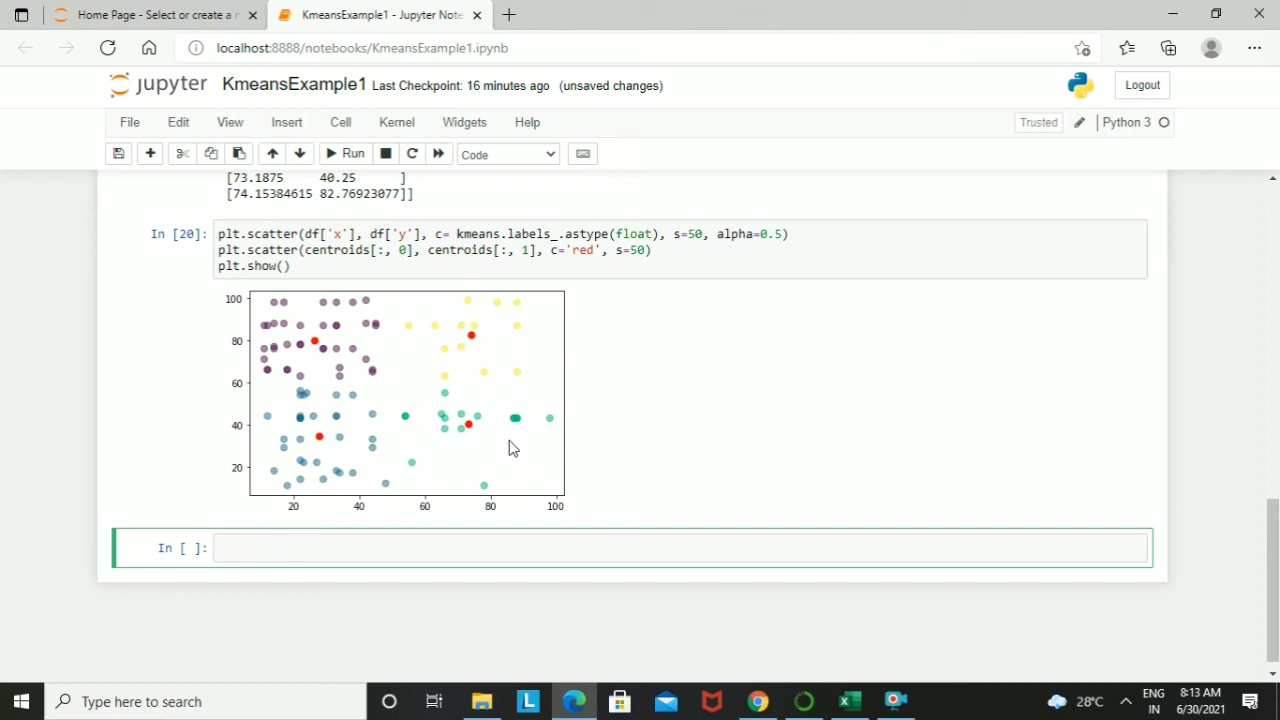 Home Page - Select or create a n
KmeansExample1 - Jupyter Note
localhost:8888/notebooks/KmeansExample1.ipynb
jupyter KmeansExample1 Last Checkpoint: 16 minutes ago (unsaved changes)
Logout
File Edit View Insert Cell Kernel Widgets Help
Trusted
Python 3
Run
Code
[73.1875 40.25 ]
[74.15384615 82.76923077]]
In [20]: plt.scatter(df['x'], df['y'], c= kmeans.labels_.astype(float), s=50, alpha=0.5)
plt.scatter(centroids[:, 0], centroids[:, 1], c='red', s=50)
plt.show()
100
80
60
40
20
20 40 60 80 100
In [ ]:
Type here to search
L
28°C
ENG
IN
8:13 AM
6/30/2021